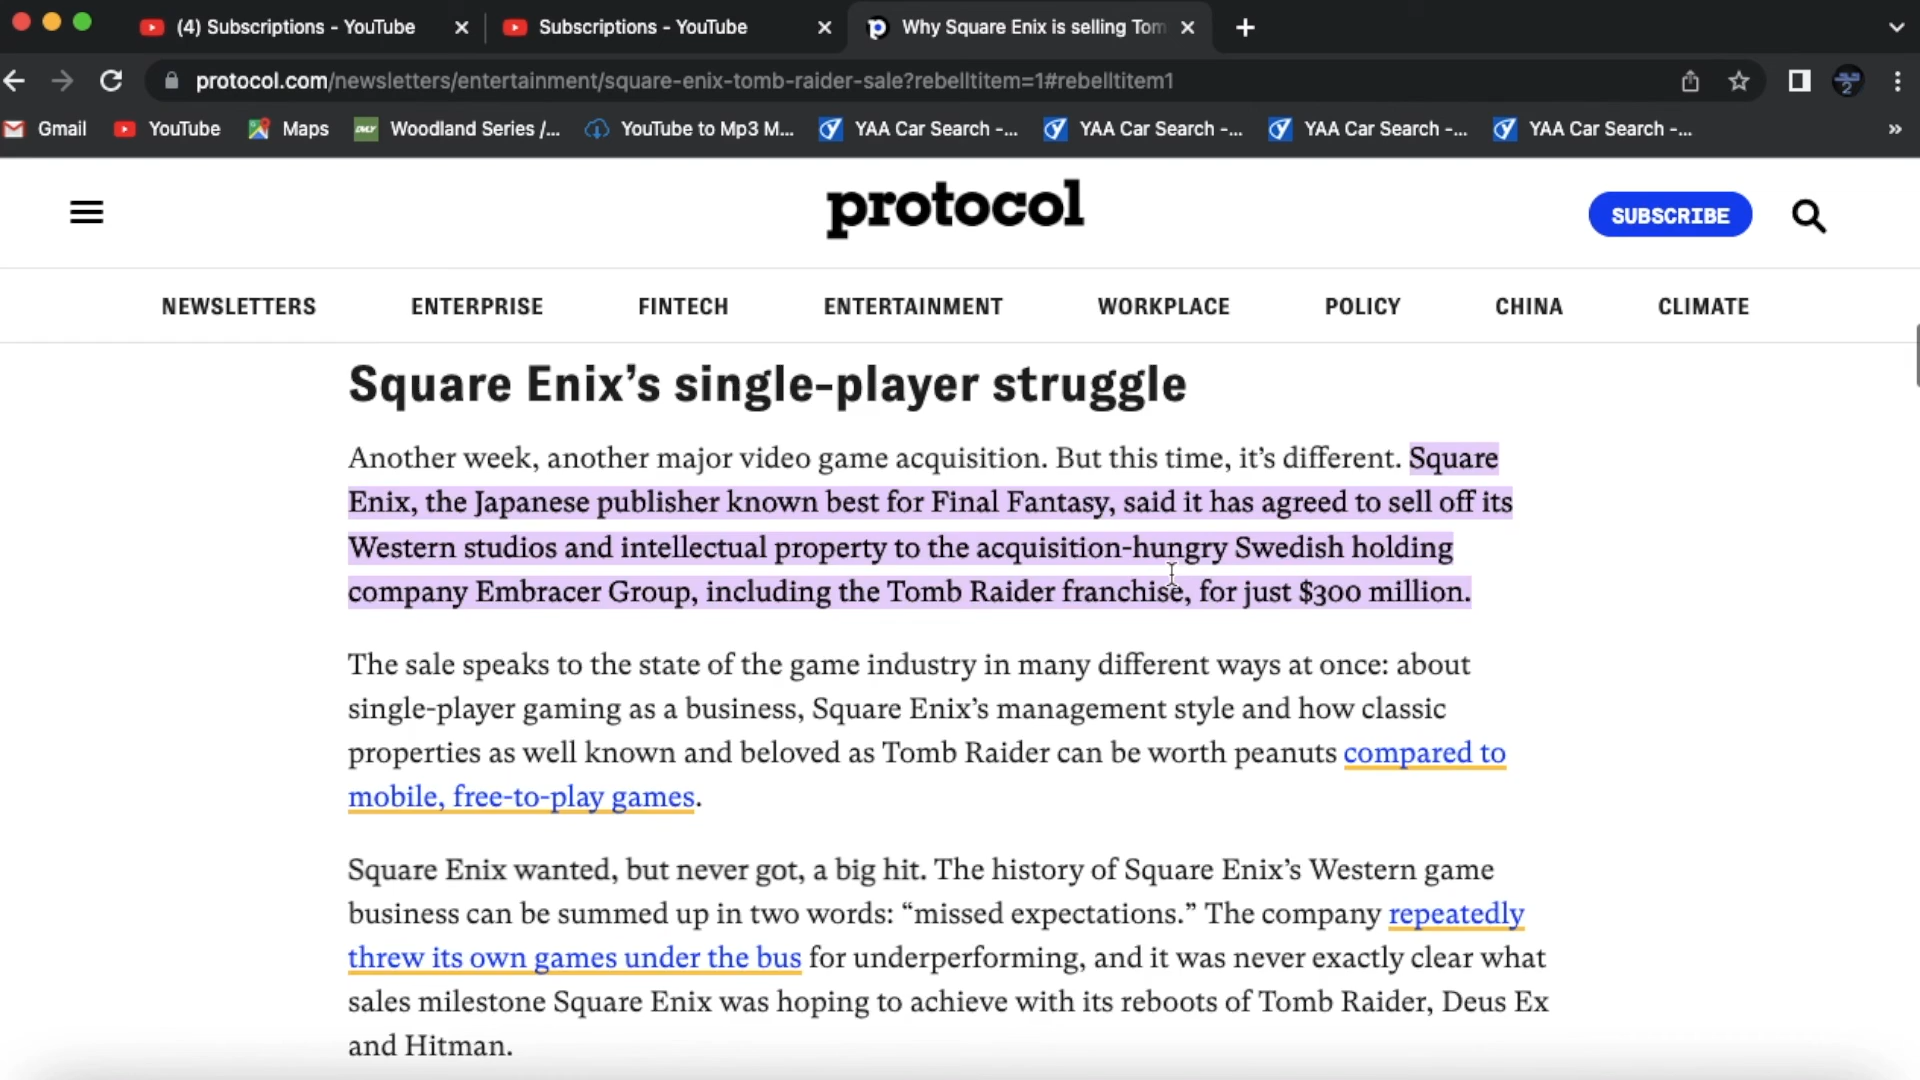 (4) Subscriptions - YouTube
Subscriptions - YouTube
Why Square Enix is selling Tom
protocol.com/newsletters/entertainment/square-enix-tomb-raider-sale?rebelltitem=1#rebelltitem1
Gmail YouTube Maps Woodland Series /... YouTube to Mp3 M... YAA Car Search -... YAA Car Search -... YAA Car Search -... YAA Car Search -...
protocol
SUBSCRIBE
NEWSLETTERS ENTERPRISE FINTECH ENTERTAINMENT WORKPLACE POLICY CHINA CLIMATE
Square Enix’s single-player struggle
Another week, another major video game acquisition. But this time, it’s different. Square
Enix, the Japanese publisher known best for Final Fantasy, said it has agreed to sell off its
Western studios and intellectual property to the acquisition-hungry Swedish holding
company Embracer Group, including the Tomb Raider franchise, for just $300 million.
The sale speaks to the state of the game industry in many different ways at once: about
single-player gaming as a business, Square Enix’s management style and how classic
properties as well known and beloved as Tomb Raider can be worth peanuts compared to
mobile, free-to-play games.
Square Enix wanted, but never got, a big hit. The history of Square Enix’s Western game
business can be summed up in two words: “missed expectations.” The company repeatedly
threw its own games under the bus for underperforming, and it was never exactly clear what
sales milestone Square Enix was hoping to achieve with its reboots of Tomb Raider, Deus Ex
and Hitman.